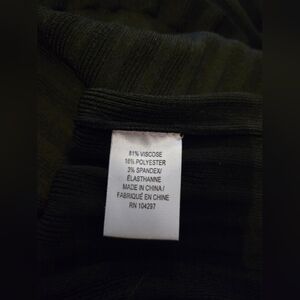 81% VISCOSE
16% POLYESTER
3% SPANDEX/
ÉLASTHANNE
MADE IN CHINA/
FABRIQUÉ EN CHINE
RN 104297